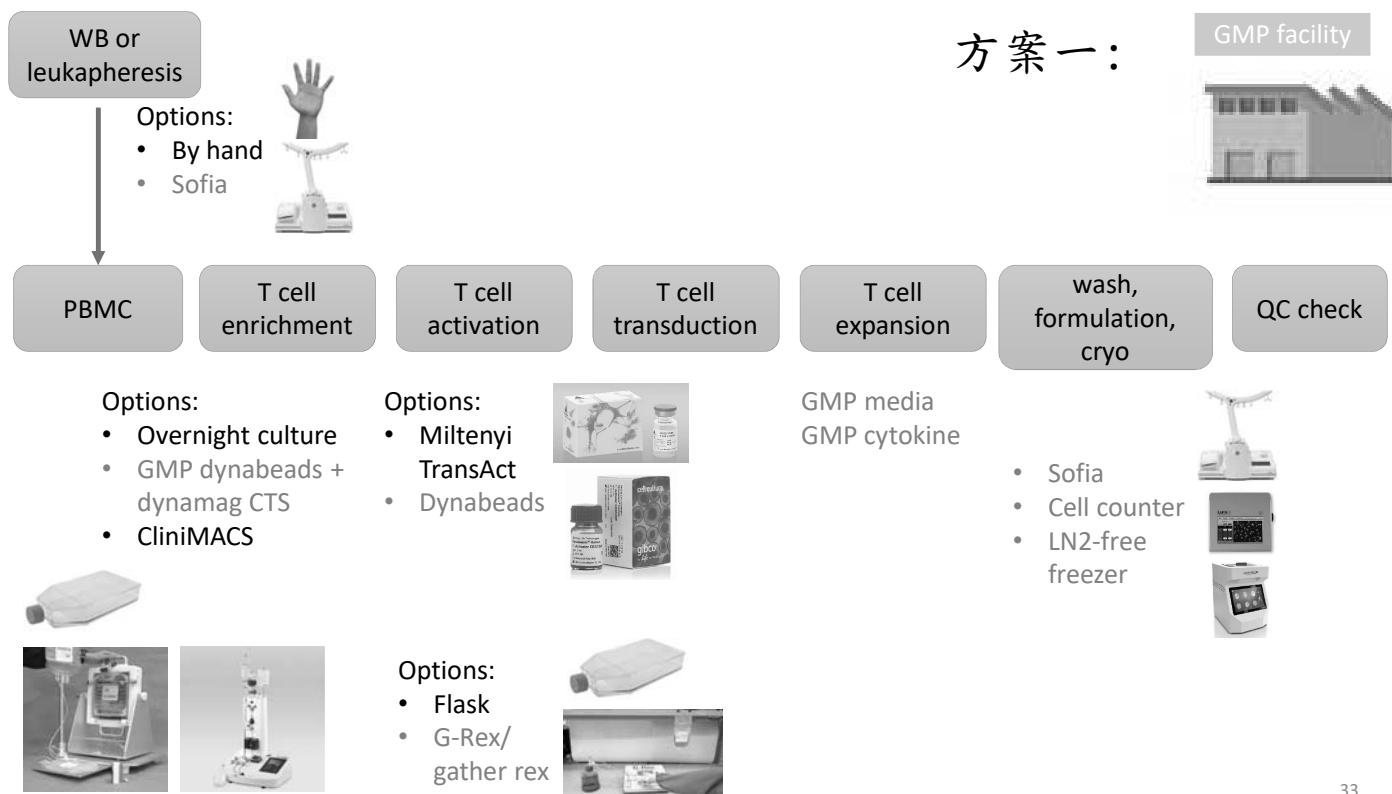 WB or
leukapheresis
方案一:
GMP facility
Options:
• By hand
• Sofia
PBMC
T cell
enrichment
T cell
activation
T cell
transduction
T cell
expansion
wash,
formulation,
cryo
QC check
Options:
• Overnight culture
• GMP dynabeads +
dynamag CTS
• CliniMACS
Options:
• Miltenyi
TransAct
• Dynabeads
GMP media
GMP cytokine
• Sofia
• Cell counter
• LN2-free
freezer
gibco
Options:
• Flask
• G-Rex/
gather rex
33